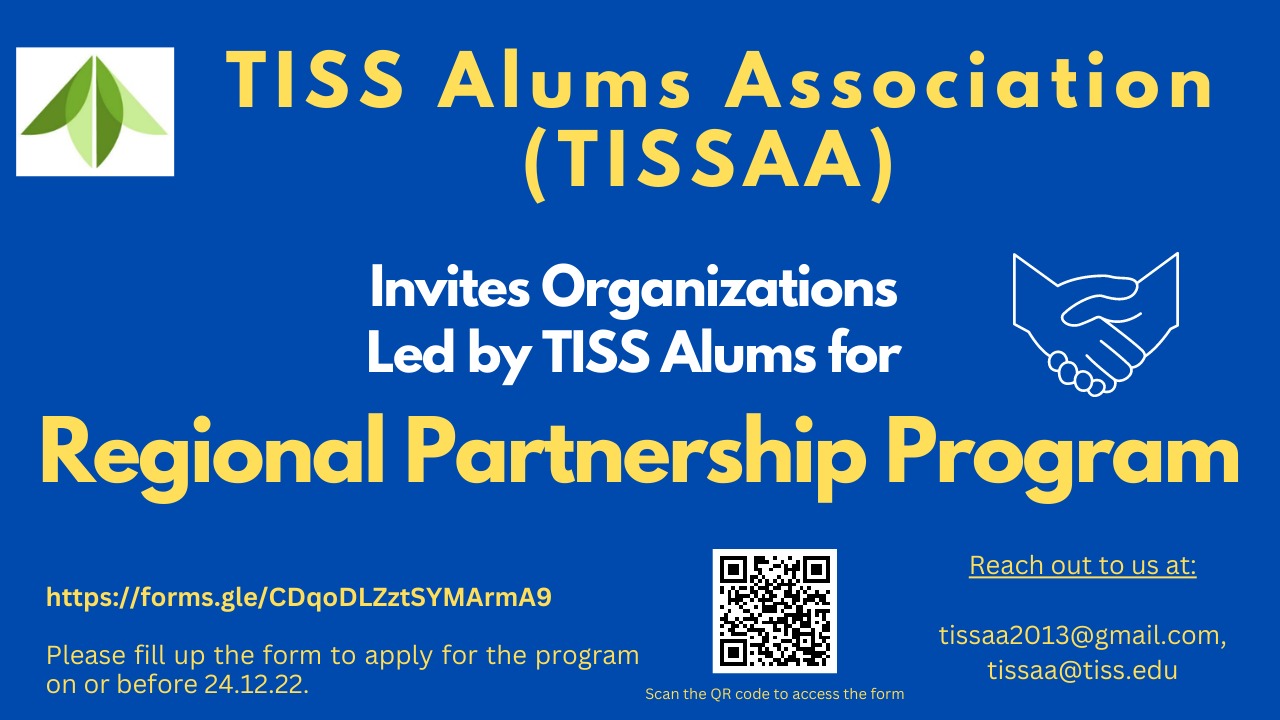 TISS Alums Association
(TISSAA)
Invites Organizations
Led by TISS Alums for
Regional Partnership Program
https://forms.gle/CDqoDLZztSYMArmA9
Please fill up the form to apply for the program
on or before 24.12.22.
Scan the QR code to access the form
Reach out to us at:
tissaa2013@gmail.com,
tissaa@tiss.edu